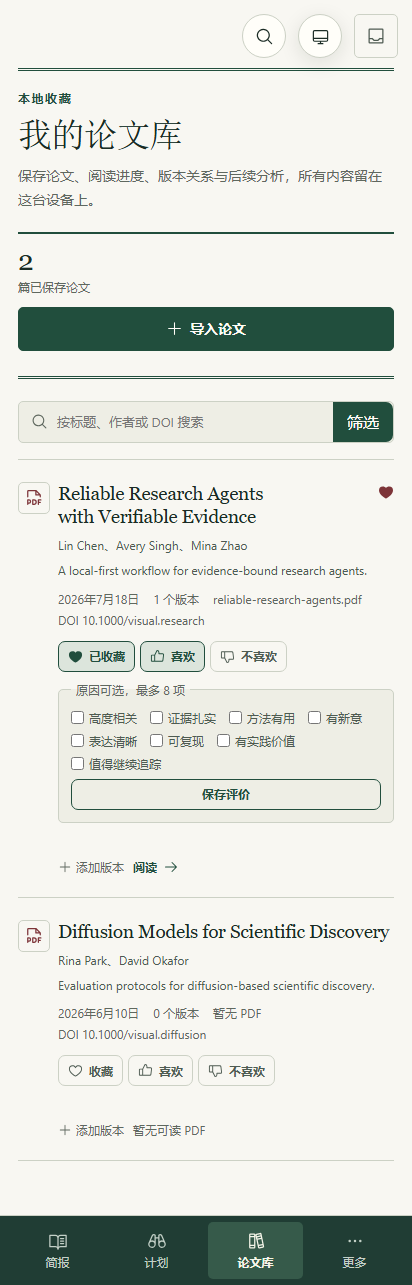 本地收藏
我的论文库
保存论文、阅读进度、版本关系与后续分析，所有内容留在
这台设备上。
2
篇已保存论文
导入论文
按标题、作者或 DOI 搜索
筛选
PDF
Reliable Research Agents
with Verifiable Evidence
Lin Chen、Avery Singh、Mina Zhao
A local-first workflow for evidence-bound research agents.
2026年7月18日 1 个版本 reliable-research-agents.pdf
DOI 10.1000/visual.research
已收藏 喜欢 不喜欢
原因可选，最多 8 项
高度相关 证据扎实 方法有用 有新意
表达清晰 可复现 有实践价值
值得继续追踪
保存评价
添加版本 阅读
PDF
Diffusion Models for Scientific Discovery
Rina Park、David Okafor
Evaluation protocols for diffusion-based scientific discovery.
2026年6月10日 0 个版本 暂无 PDF
DOI 10.1000/visual.diffusion
收藏 喜欢 不喜欢
添加版本 暂无可读 PDF
简报 计划 论文库 更多